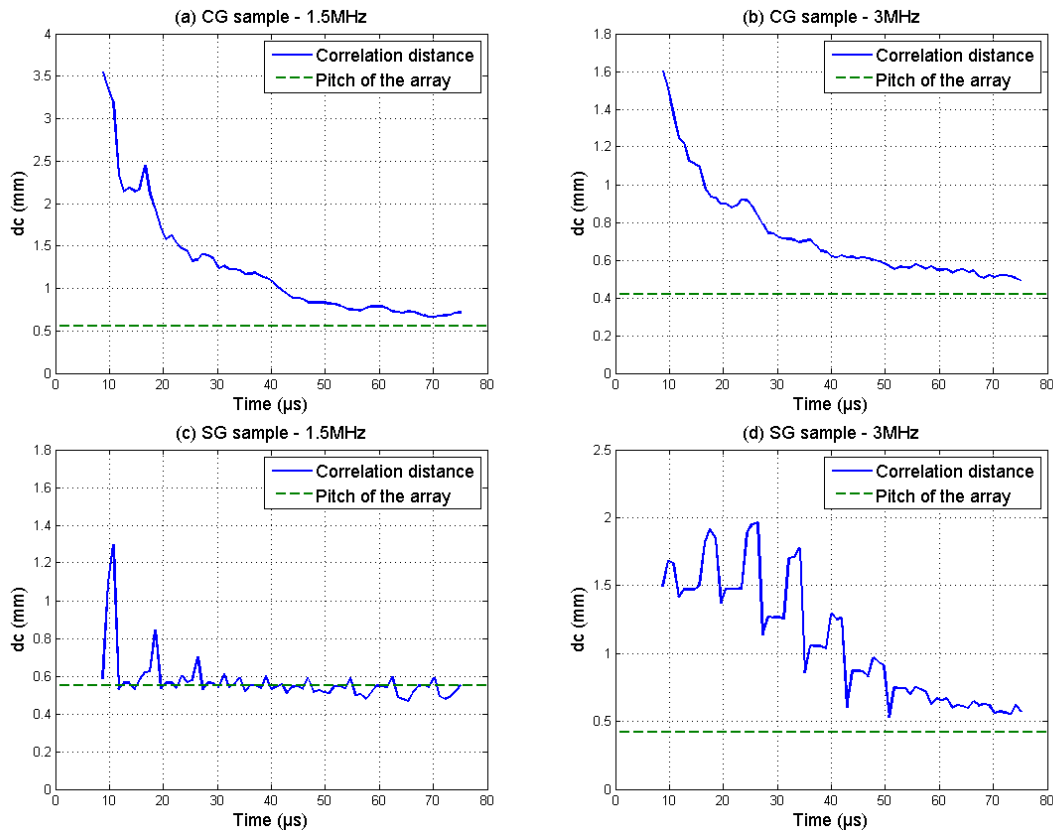 (a) CG sample - 1.5MHz
4
3.5
3
2.5
2
1.5
1
0.5
0
dc (mm)
Correlation distance
Pitch of the array
0 10 20 30 40 50 60 70 80
Time (µs)
(b) CG sample - 3MHz
1.8
1.6
1.4
1.2
1
0.8
0.6
0.4
0.2
0
dc (mm)
Correlation distance
Pitch of the array
0 10 20 30 40 50 60 70 80
Time (µs)
(c) SG sample - 1.5MHz
1.8
1.6
1.4
1.2
1
0.8
0.6
0.4
0.2
0
dc (mm)
Correlation distance
Pitch of the array
0 10 20 30 40 50 60 70 80
Time (µs)
(d) SG sample - 3MHz
2.5
2
1.5
1
0.5
0
dc (mm)
Correlation distance
Pitch of the array
0 10 20 30 40 50 60 70 80
Time (µs)